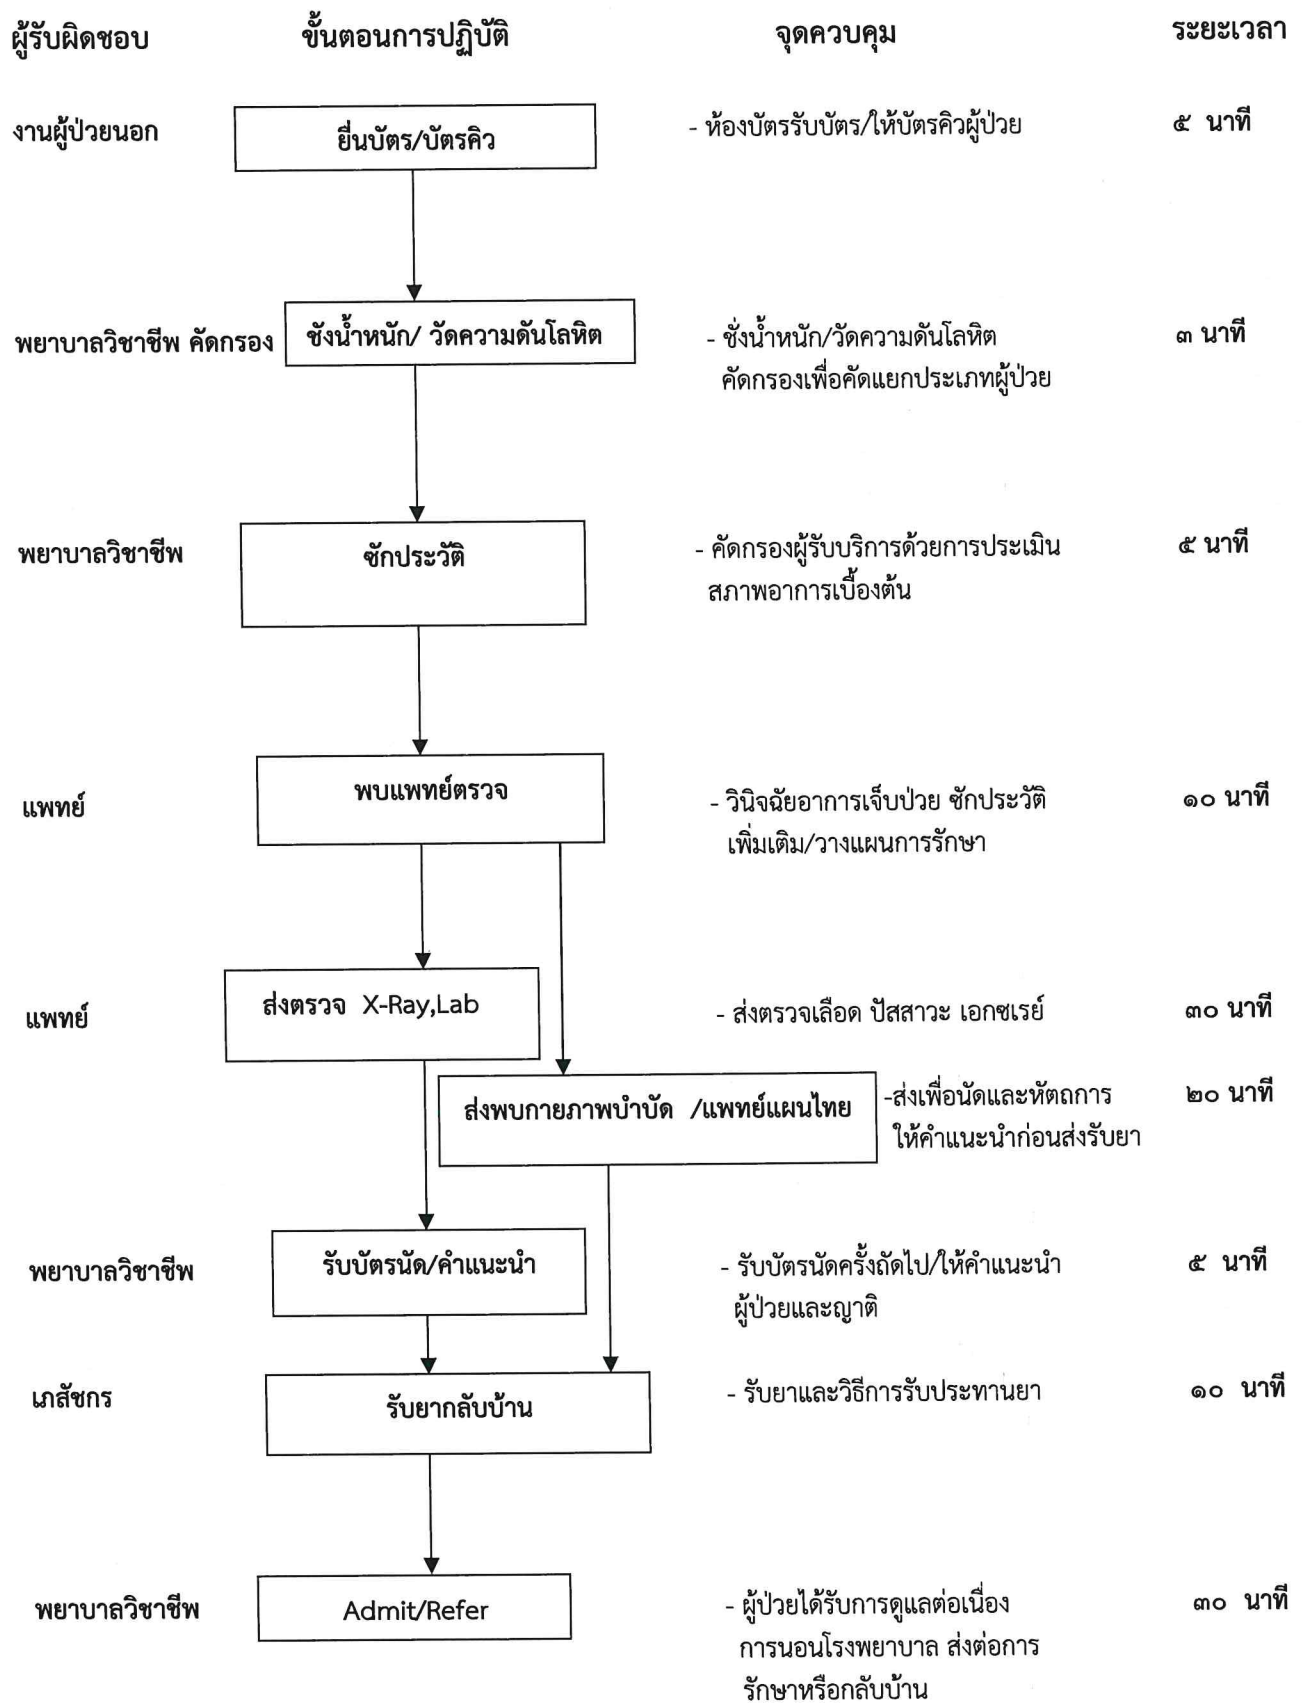 ผู้รับผิดชอบ ขั้นตอนการปฏิบัติ จุดควบคุม ระยะเวลา
งานผู้ป่วยนอก ยื่นบัตร/บัตรคิว - ห้องบัตรรับบัตร/ให้บัตรคิวผู้ป่วย ๕ นาที
พยาบาลวิชาชีพ คัดกรอง ชังน้ำหนัก/ วัดความดันโลหิต - ชั่งน้ำหนัก/วัดความดันโลหิต ๓ นาที
คัดกรองเพื่อคัดแยกประเภทผู้ป่วย
พยาบาลวิชาชีพ ซักประวัติ - คัดกรองผู้รับบริการด้วยการประเมิน ๕ นาที
สภาพอาการเบื้องต้น
แพทย์ พบแพทย์ตรวจ - วินิจฉัยอาการเจ็บป่วย ซักประวัติ ๑๐ นาที
เพิ่มเติม/วางแผนการรักษา
แพทย์ ส่งตรวจ X-Ray,Lab - ส่งตรวจเลือด ปัสสาวะ เอกซเรย์ ๓๐ นาที
ส่งพบกายภาพบำบัด /แพทย์แผนไทย -ส่งเพื่อนัดและหัตถการ ๒๐ นาที
ให้คำแนะนำก่อนส่งรับยา
พยาบาลวิชาชีพ รับบัตรนัด/คำแนะนำ - รับบัตรนัดครั้งถัดไป/ให้คำแนะนำ ๕ นาที
ผู้ป่วยและญาติ
เภสัชกร รับยากลับบ้าน - รับยาและวิธีการรับประทานยา ๑๐ นาที
พยาบาลวิชาชีพ Admit/Refer - ผู้ป่วยได้รับการดูแลต่อเนื่อง ๓๐ นาที
การนอนโรงพยาบาล ส่งต่อการ
รักษาหรือกลับบ้าน